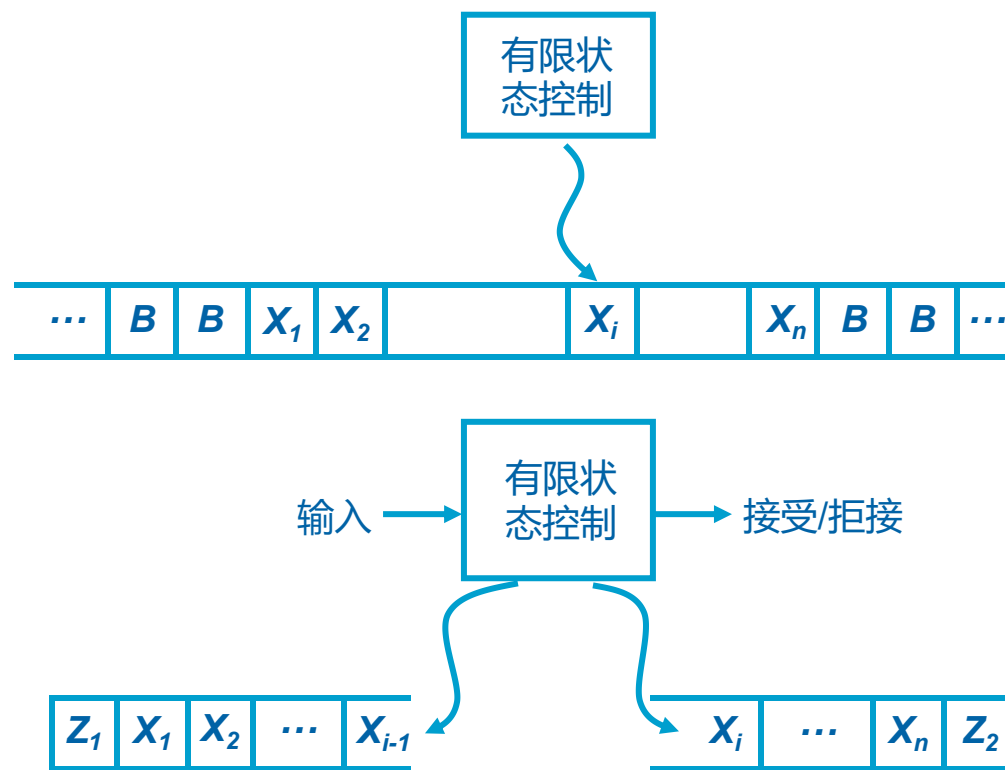 有限状
态控制
··· B B X₁ X₂ Xᵢ Xₙ B B ···
有限状
态控制
输入
接受/拒接
Z₁ X₁ X₂ ··· Xᵢ₋₁
Xᵢ ··· Xₙ Z₂